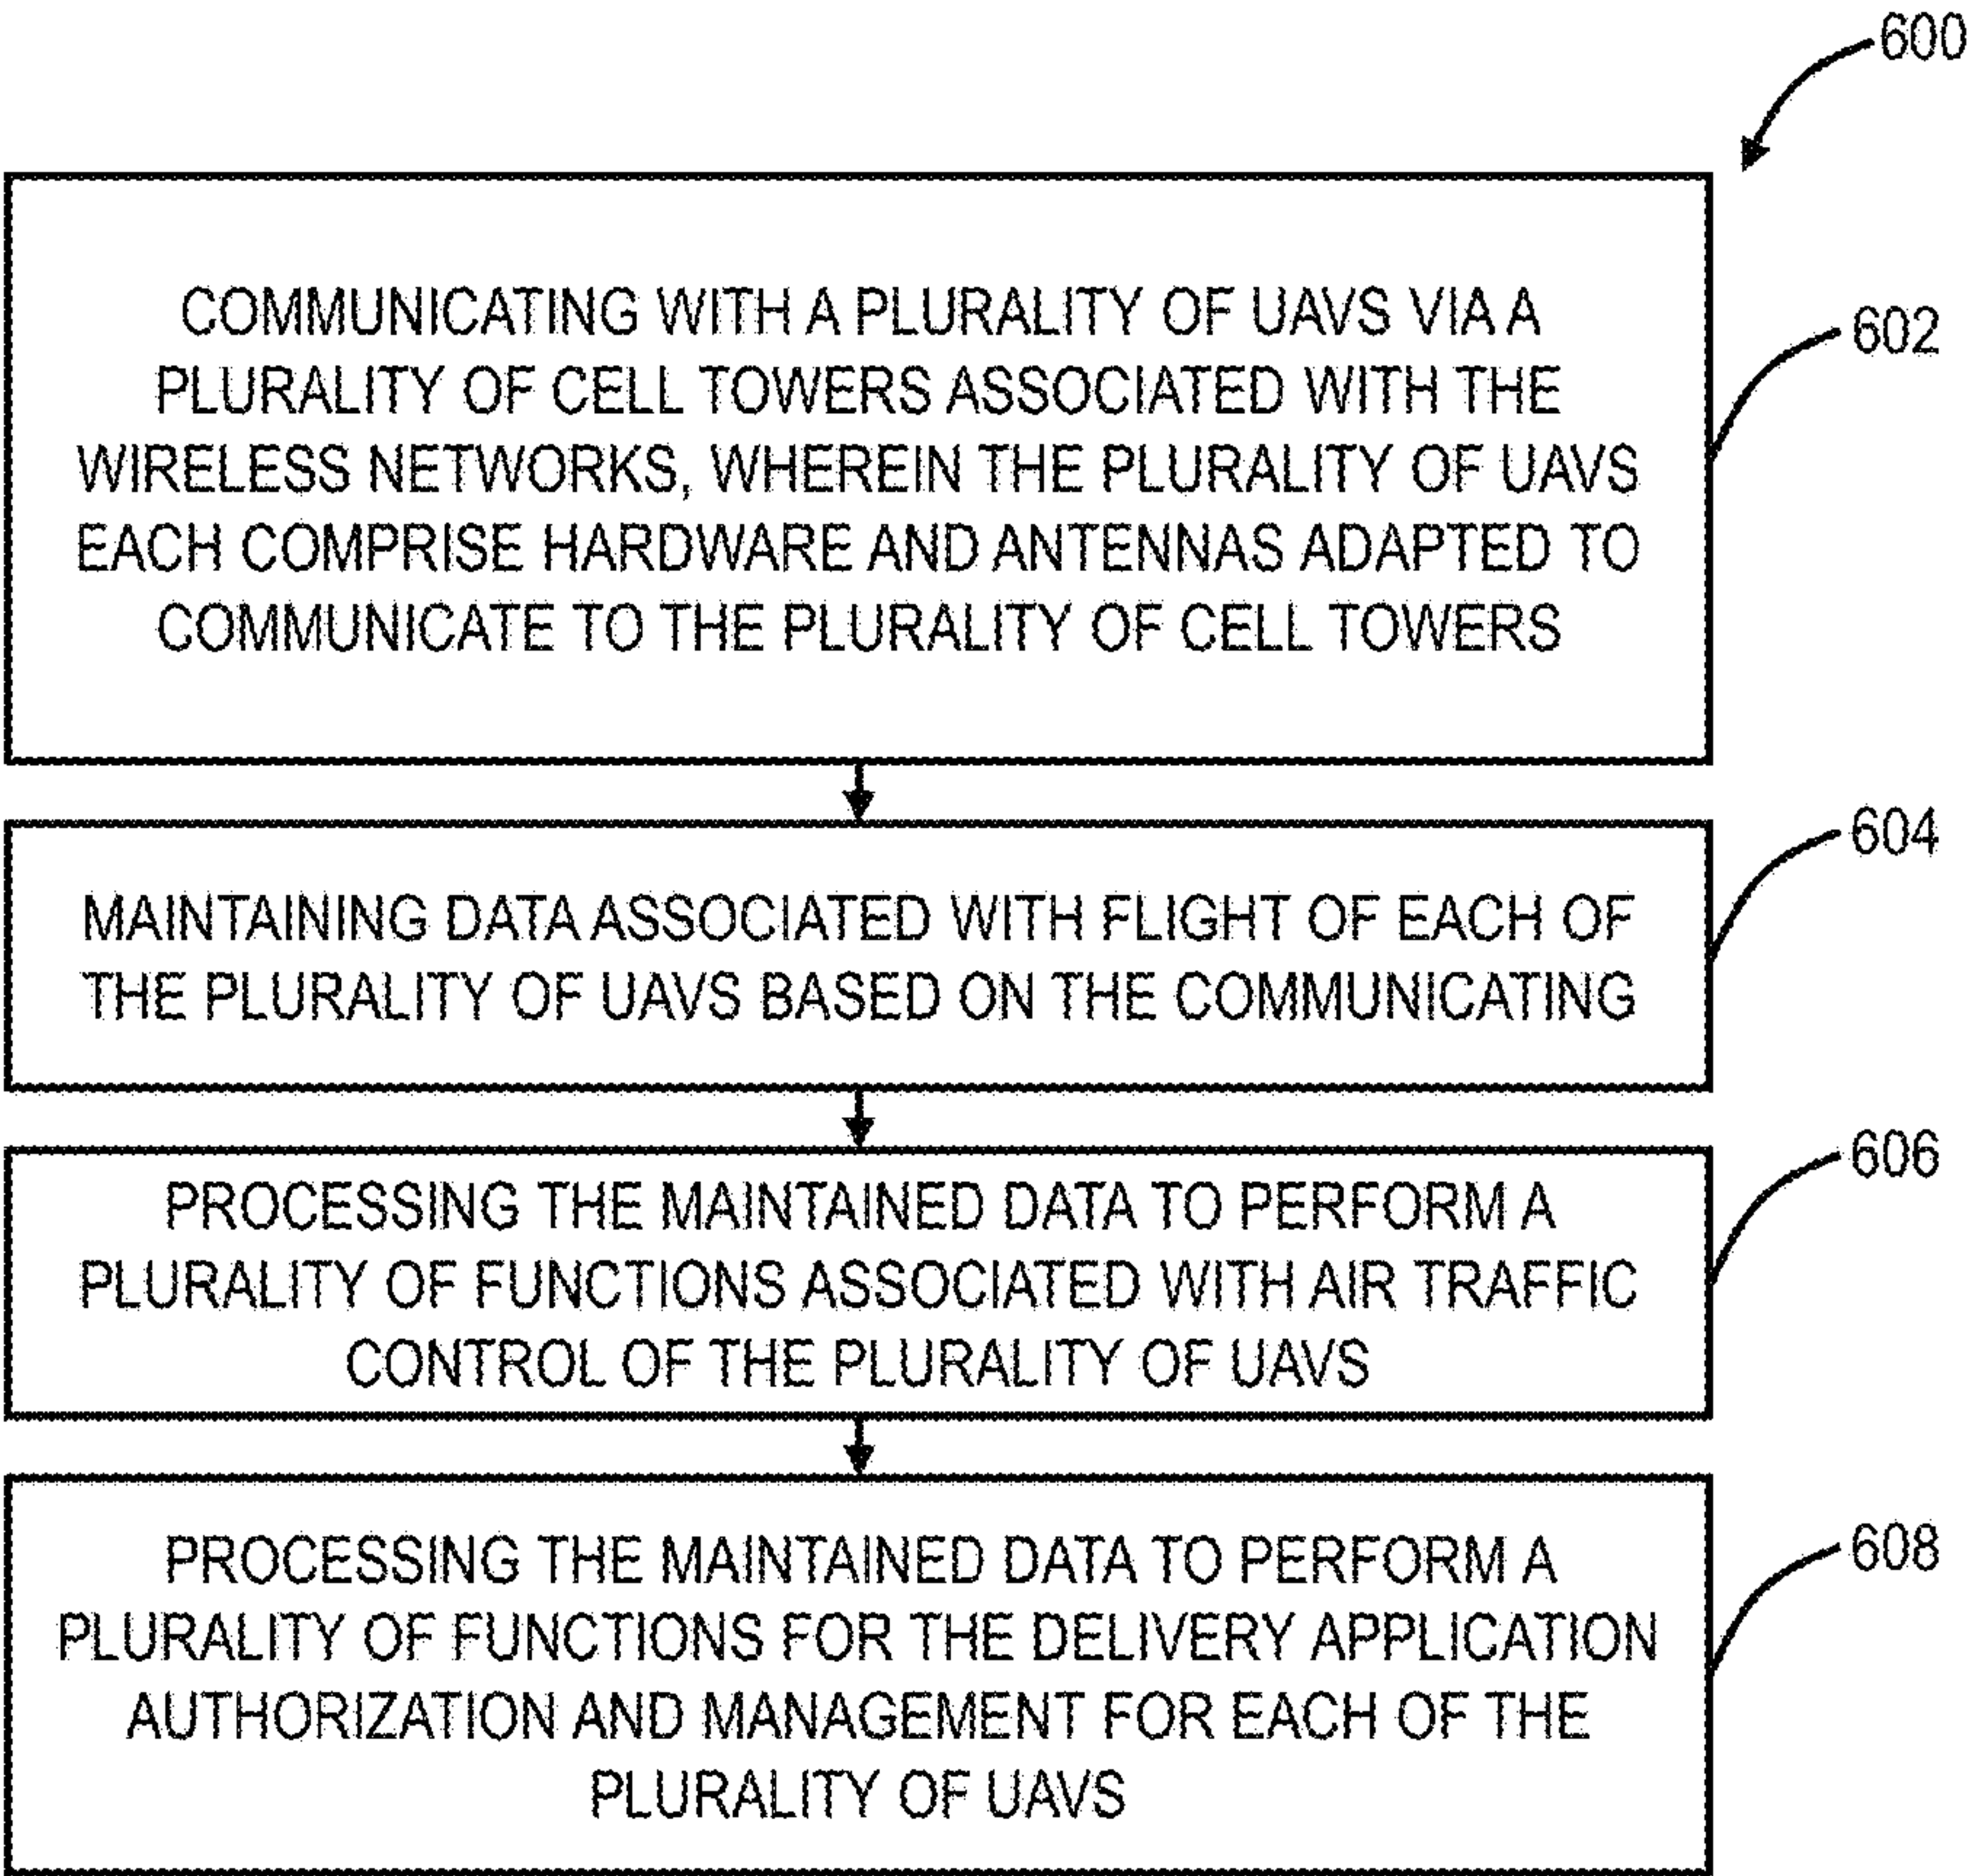 600
COMMUNICATING WITH A PLURALITY OF UAVS VIA A
PLURALITY OF CELL TOWERS ASSOCIATED WITH THE
WIRELESS NETWORKS, WHEREIN THE PLURALITY OF UAVS
EACH COMPRISE HARDWARE AND ANTENNAS ADAPTED TO
COMMUNICATE TO THE PLURALITY OF CELL TOWERS
602
MAINTAINING DATA ASSOCIATED WITH FLIGHT OF EACH OF
THE PLURALITY OF UAVS BASED ON THE COMMUNICATING
604
PROCESSING THE MAINTAINED DATA TO PERFORM A
PLURALITY OF FUNCTIONS ASSOCIATED WITH AIR TRAFFIC
CONTROL OF THE PLURALITY OF UAVS
606
PROCESSING THE MAINTAINED DATA TO PERFORM A
PLURALITY OF FUNCTIONS FOR THE DELIVERY APPLICATION
AUTHORIZATION AND MANAGEMENT FOR EACH OF THE
PLURALITY OF UAVS
608